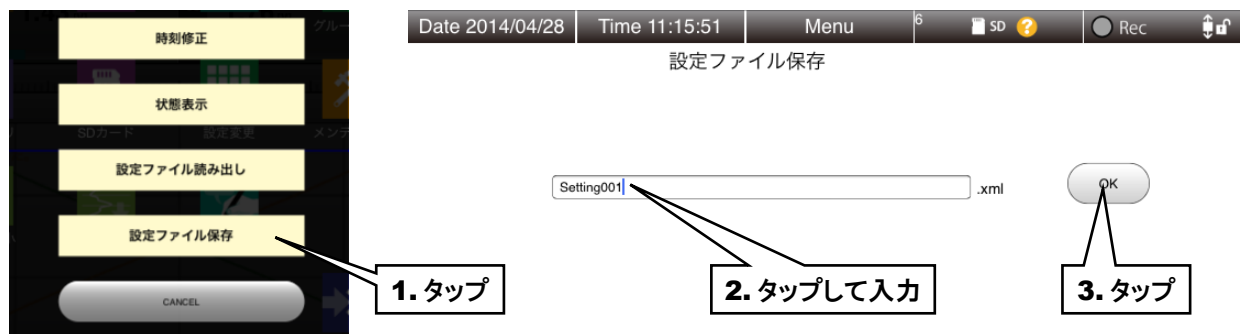 時刻修正
状態表示
SDカード
設定変更
設定ファイル読み出し
設定ファイル保存
CANCEL
1. タップ
Date 2014/04/28 Time 11:15:51 Menu 6 SD ? Rec
設定ファイル保存
Setting001 .xml OK
2. タップして入力
3. タップ